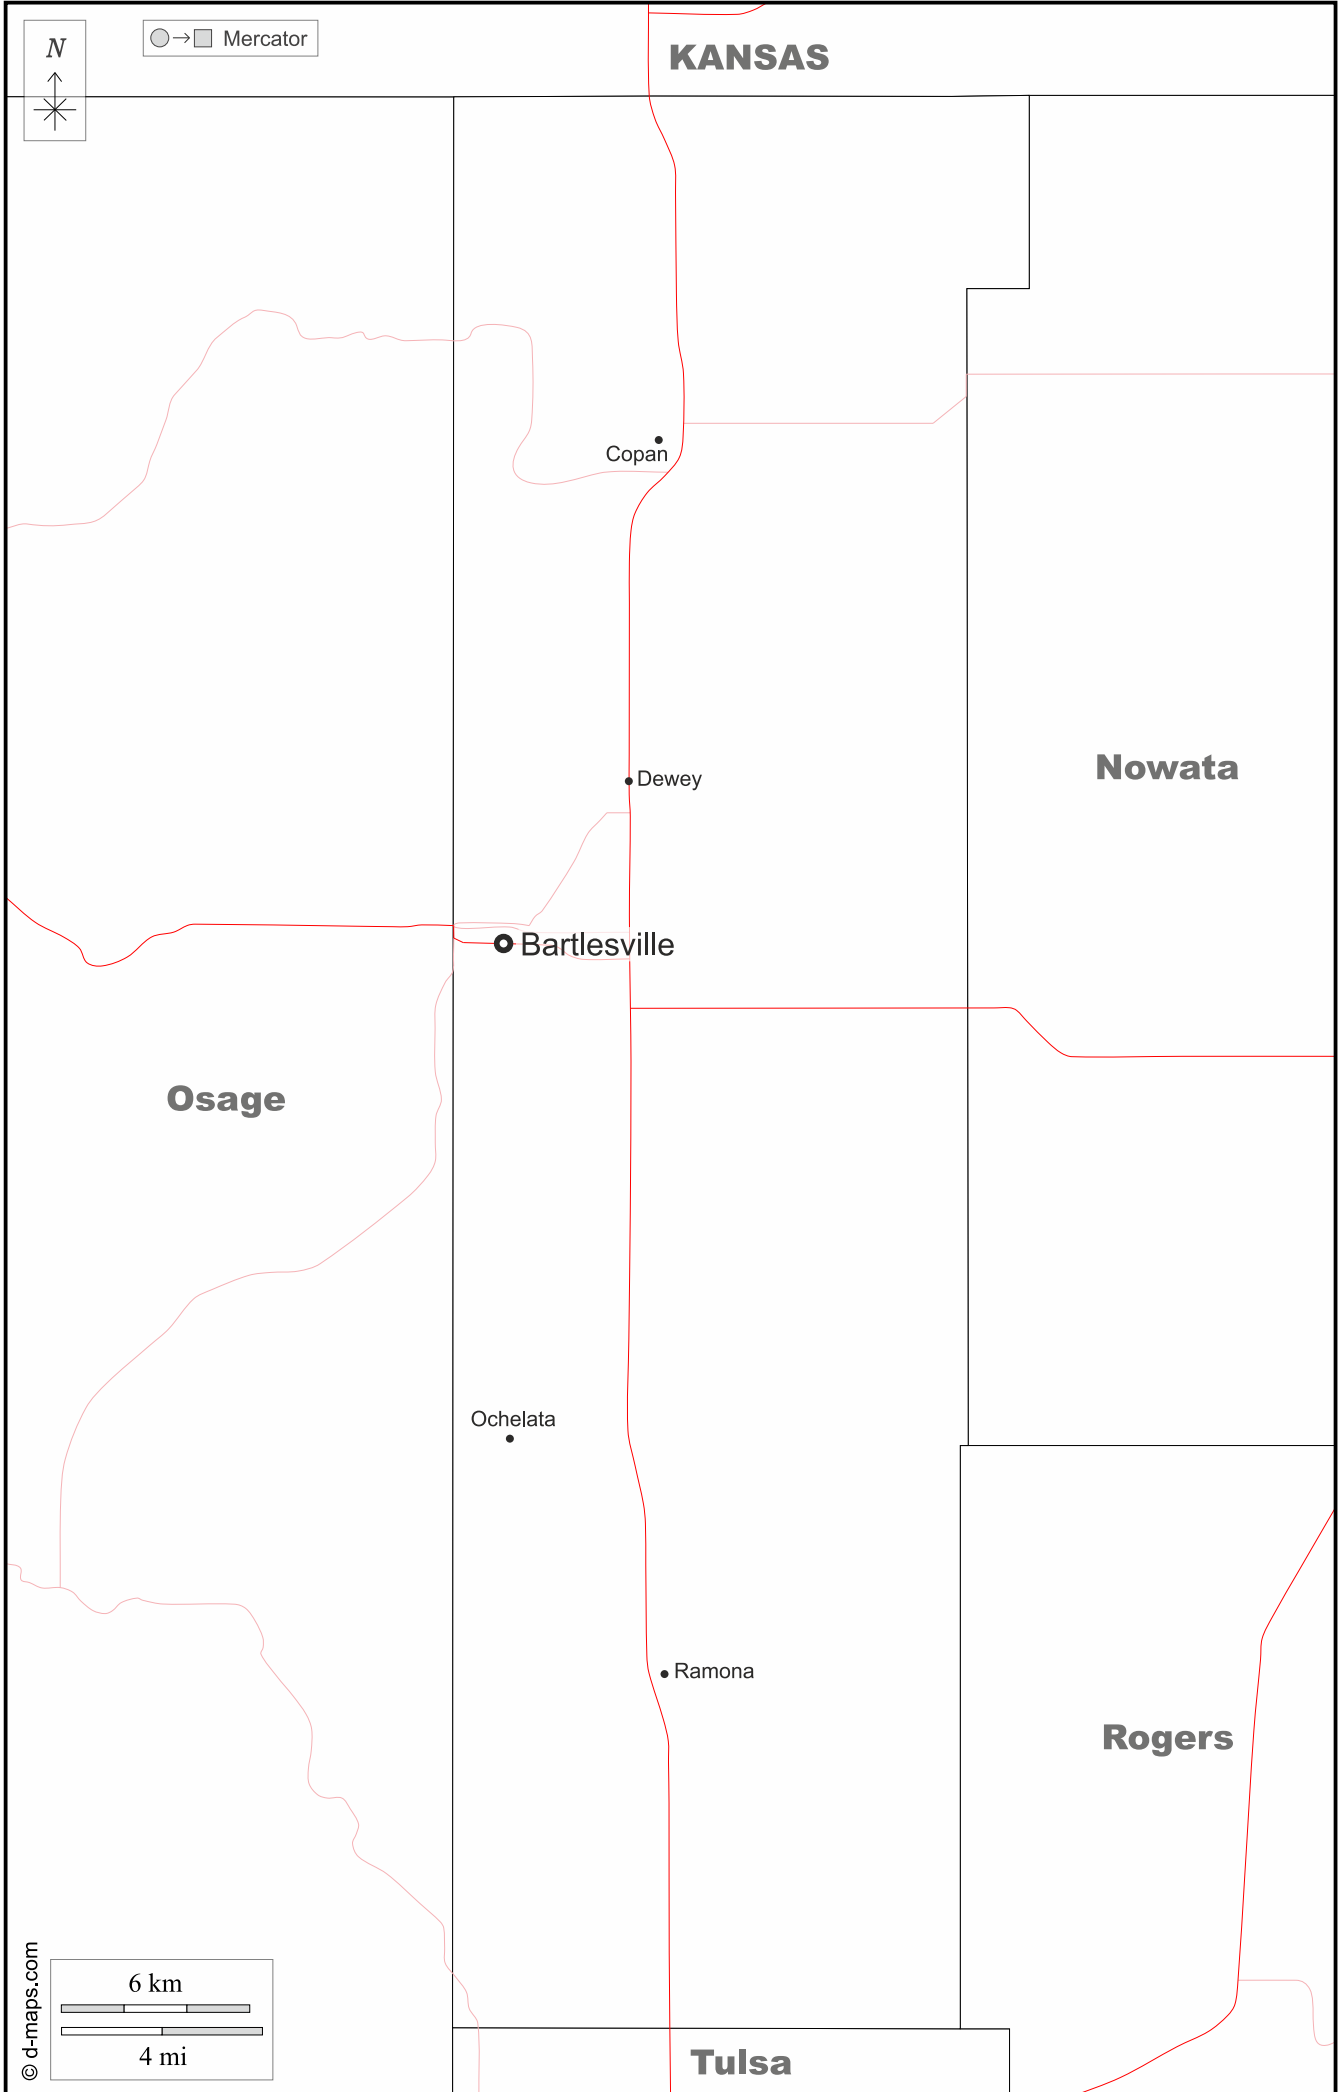 N
Mercator
KANSAS
Copan
Dewey
Nowata
Bartlesville
Osage
Ochelata
Ramona
Rogers
© d-maps.com
6 km
4 mi
Tulsa